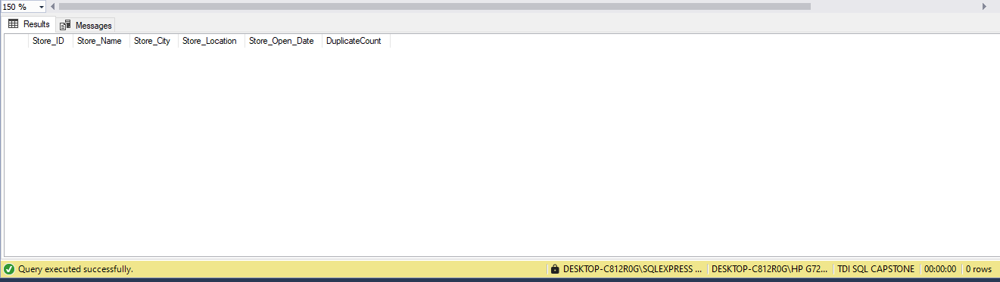 150 %
Results Messages
Store_ID Store_Name Store_City Store_Location Store_Open_Date DuplicateCount
Query executed successfully. DESKTOP-C812R0G\SQLEXPRESS ... DESKTOP-C812R0G\HP G72... TDI SQL CAPSTONE 00:00:00 0 rows